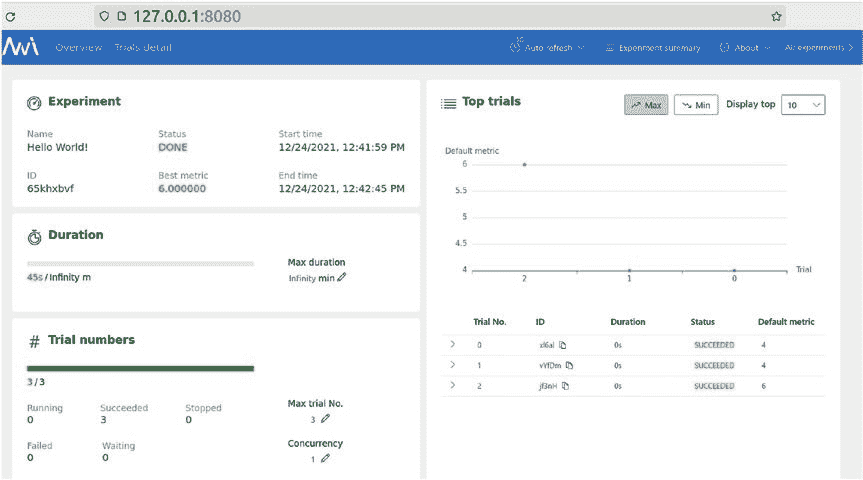 127.0.0.1:8080
Overview Trials detail Auto refresh Experiment summary About All experiments
Experiment
Name Status Start time
Hello World! DONE 12/24/2021, 12:41:59 PM
ID Best metric End time
65khxbvf 6.000000 12/24/2021, 12:42:45 PM
Duration
Max duration
45s / Infinity m Infinity min
# Trial numbers
3 / 3
Running Succeeded Stopped Max trial No.
0 3 0 3
Failed Waiting Concurrency
0 0 1
Top trials Max Min Display top 10
Default metric
6
5.5
5
4.5
4 Trial
2 1 0
Trial No. ID Duration Status Default metric
0 0s SUCCEEDED 4
1 vYfDm 0s SUCCEEDED 4
2 jf3nH 0s SUCCEEDED 6